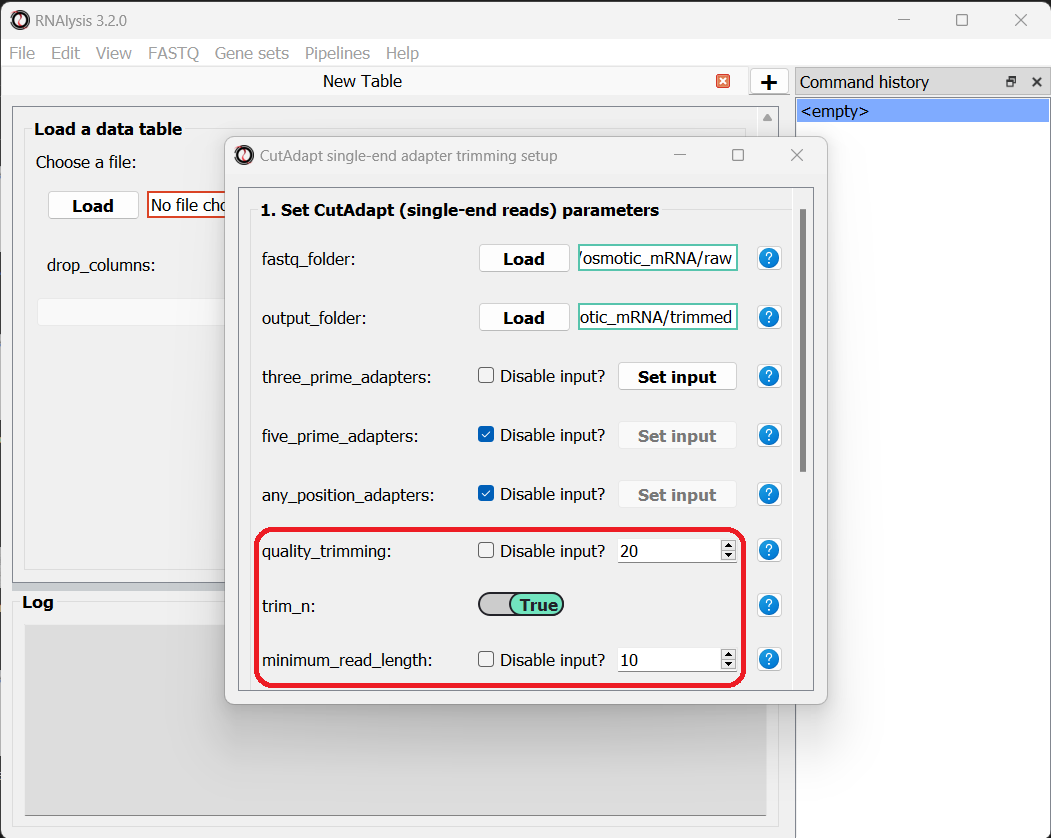 RNAlysis 3.2.0
File Edit View FASTQ Gene sets Pipelines Help
New Table
Command history
<empty>
Load a data table
Choose a file:
Load No file cho
drop_columns:
CutAdapt single-end adapter trimming setup
1. Set CutAdapt (single-end reads) parameters
fastq_folder: Load /osmotic_mRNA/raw ?
output_folder: Load otic_mRNA/trimmed ?
three_prime_adapters: Disable input? Set input ?
five_prime_adapters: Disable input? Set input ?
any_position_adapters: Disable input? Set input ?
quality_trimming: Disable input? 20 ?
trim_n: True ?
minimum_read_length: Disable input? 10 ?
Log